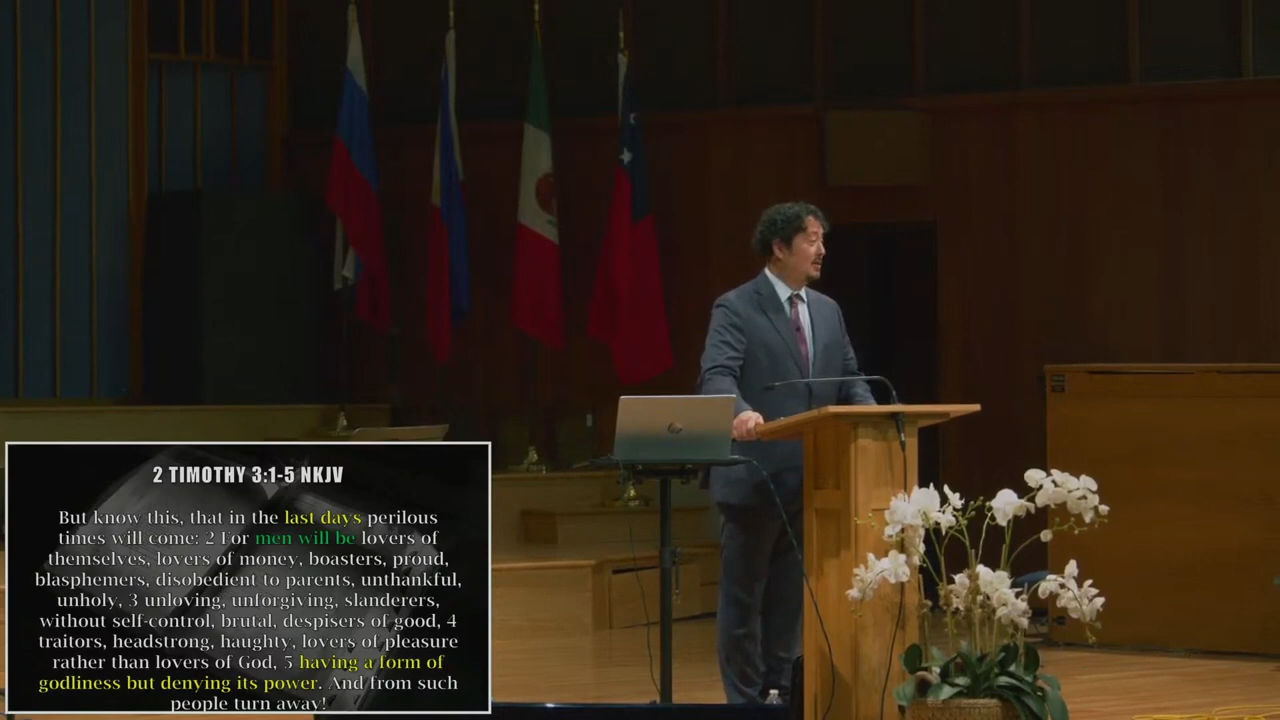 2 TIMOTHY 3:1-5 NKJV
But know this, that in the last days perilous
times will come: 2 For men will be lovers of
themselves, lovers of money, boasters, proud,
blasphemers, disobedient to parents, unthankful,
unholy, 3 unloving, unforgiving, slanderers,
without self-control, brutal, despisers of good, 4
traitors, headstrong, haughty, lovers of pleasure
rather than lovers of God, 5 having a form of
godliness but denying its power. And from such
people turn away!